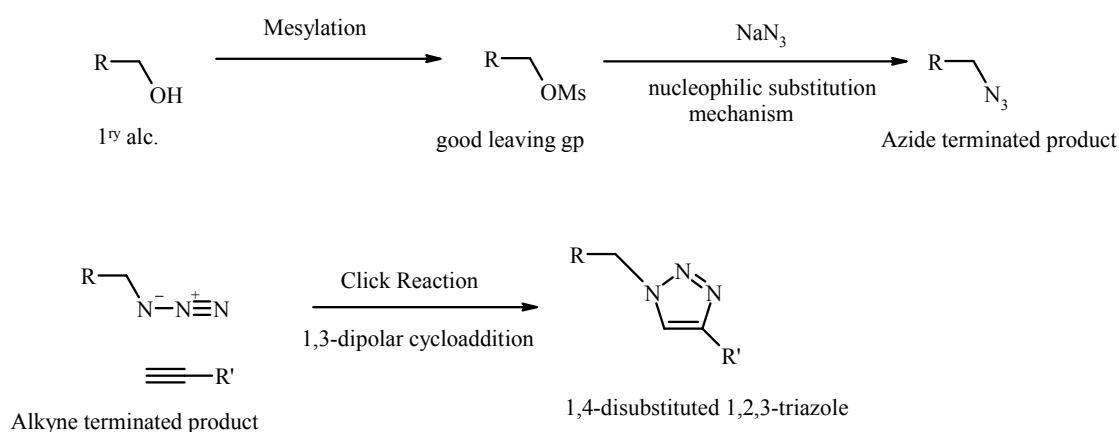 Mesylation
NaN3
R
OH
R
OMs
R
N3
nucleophilic substitution
mechanism
1ry alc.
good leaving gp
Azide terminated product
R
N− N+ N
Click Reaction
1,3-dipolar cycloaddition
R
N
N
N
R'
R'
Alkyne terminated product
1,4-disubstituted 1,2,3-triazole